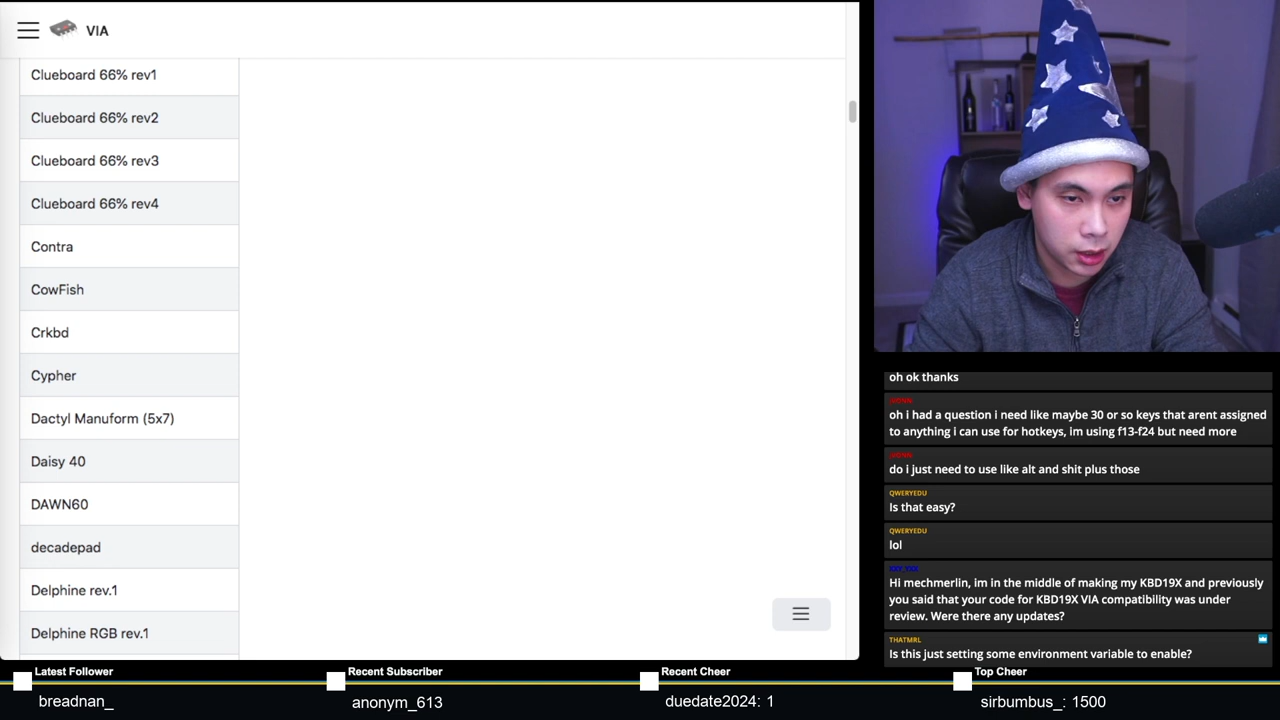 VIA
Clueboard 66% rev1
Clueboard 66% rev2
Clueboard 66% rev3
Clueboard 66% rev4
Contra
CowFish
Crkbd
Cypher
Dactyl Manuform (5x7)
Daisy 40
DAWN60
decadepad
Delphine rev.1
Delphine RGB rev.1
oh ok thanks
oh i had a question i need like maybe 30 or so keys that arent assigned
to anything i can use for hotkeys, im using f13-f24 but need more
do i just need to use like alt and shit plus those
QWERYEDU
Is that easy?
QWERYEDU
lol
Hi mechmerlin, im in the middle of making my KBD19X and previously
you said that your code for KBD19X VIA compatibility was under
review. Were there any updates?
THATMRL
Is this just setting some environment variable to enable?
Latest Follower
breadnan_
Recent Subscriber
anonym_613
Recent Cheer
duedate2024: 1
Top Cheer
sirbumbus_: 1500